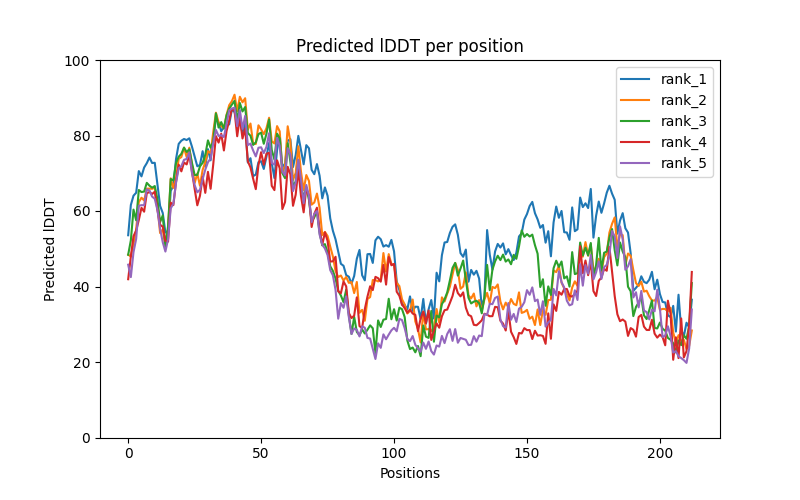 Predicted lDDT per position
100
80
60
40
20
0
Predicted lDDT
rank_1
rank_2
rank_3
rank_4
rank_5
0
50
100
150
200
Positions